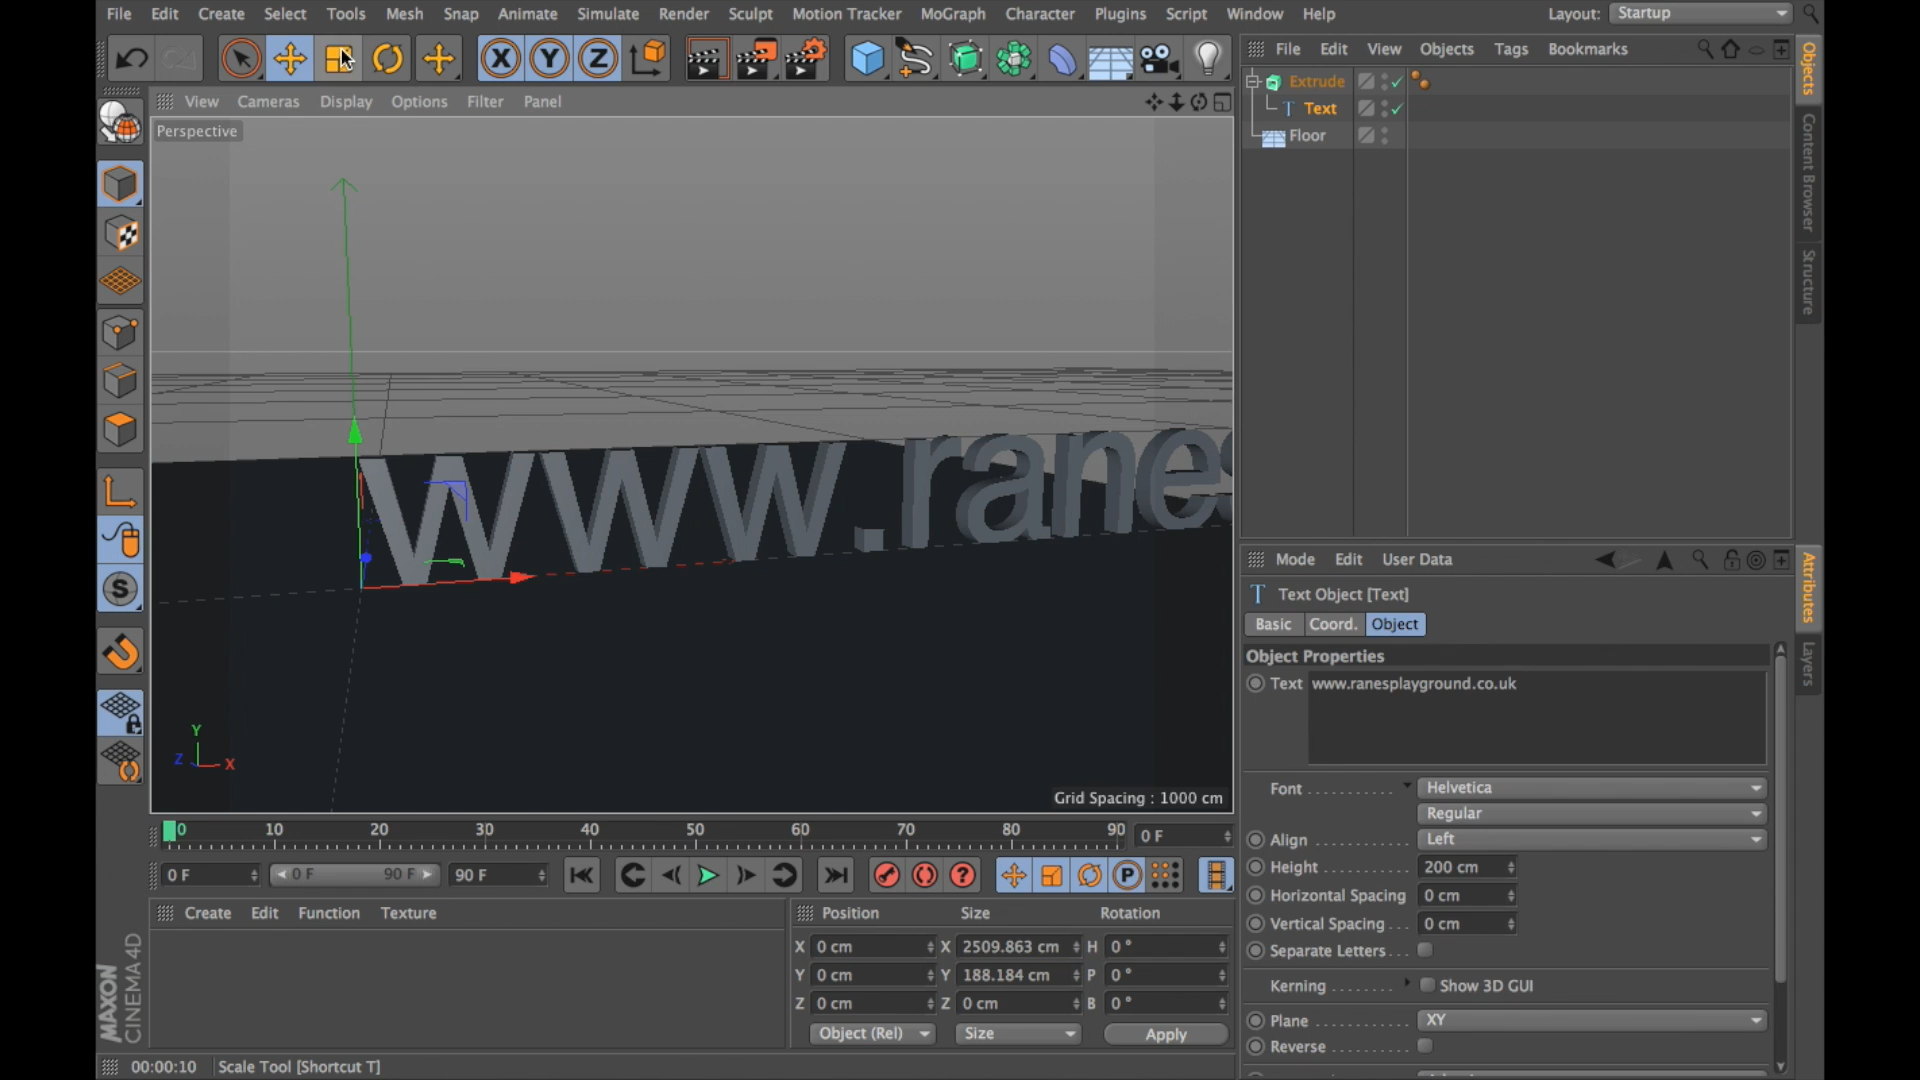 File Edit Create Select Tools Mesh Snap Animate Simulate Render Sculpt Motion Tracker MoGraph Character Plugins Script Window Help Layout: Startup
X Y Z
File Edit View Objects Tags Bookmarks
Extrude
Text
Floor
Objects
Content Browser
Structure
View Cameras Display Options Filter Panel
Perspective
www.ranes
Y
Z X
Grid Spacing : 1000 cm
S
Mode Edit User Data
Text Object [Text]
Basic Coord. Object
Object Properties
Text www.ranesplayground.co.uk
Font Helvetica
Regular
Align Left
Height 200 cm
Horizontal Spacing 0 cm
Vertical Spacing 0 cm
Separate Letters
Kerning Show 3D GUI
Plane XY
Reverse
Attributes
Layers
0 10 20 30 40 50 60 70 80 90 0 F
0 F 0 F 90 F 90 F
? P
Create Edit Function Texture
Position Size Rotation
X 0 cm X 2509.863 cm H 0 °
Y 0 cm Y 188.184 cm P 0 °
Z 0 cm Z 0 cm B 0 °
Object (Rel) Size Apply
MAXON
CINEMA 4D
00:00:10 Scale Tool [Shortcut T]